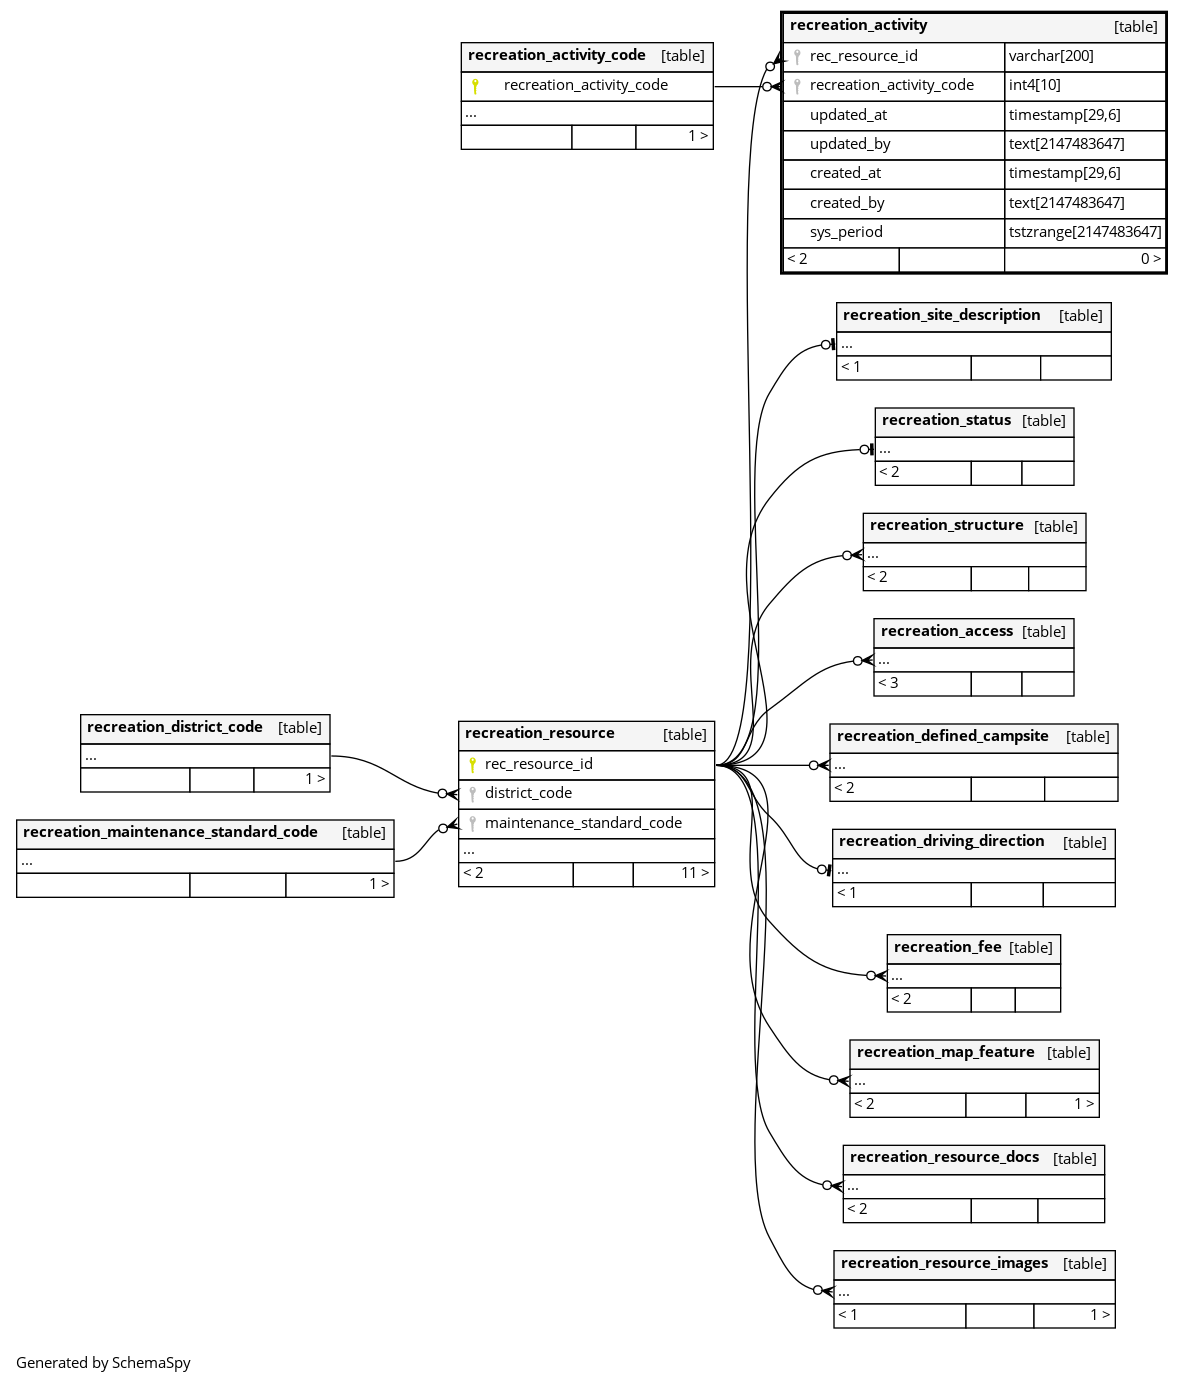 recreation_activity [table]
rec_resource_id varchar[200]
recreation_activity_code int4[10]
updated_at timestamp[29,6]
updated_by text[2147483647]
created_at timestamp[29,6]
created_by text[2147483647]
sys_period tstzrange[2147483647]
< 2 0 >
recreation_activity_code [table]
recreation_activity_code
...
1 >
recreation_site_description [table]
...
< 1
recreation_status [table]
...
< 2
recreation_structure [table]
...
< 2
recreation_access [table]
...
< 3
recreation_district_code [table]
...
1 >
recreation_maintenance_standard_code [table]
...
1 >
recreation_resource [table]
rec_resource_id
district_code
maintenance_standard_code
...
< 2 11 >
recreation_defined_campsite [table]
...
< 2
recreation_driving_direction [table]
...
< 1
recreation_fee [table]
...
< 2
recreation_map_feature [table]
...
< 2 1 >
recreation_resource_docs [table]
...
< 2
recreation_resource_images [table]
...
< 1 1 >
Generated by SchemaSpy